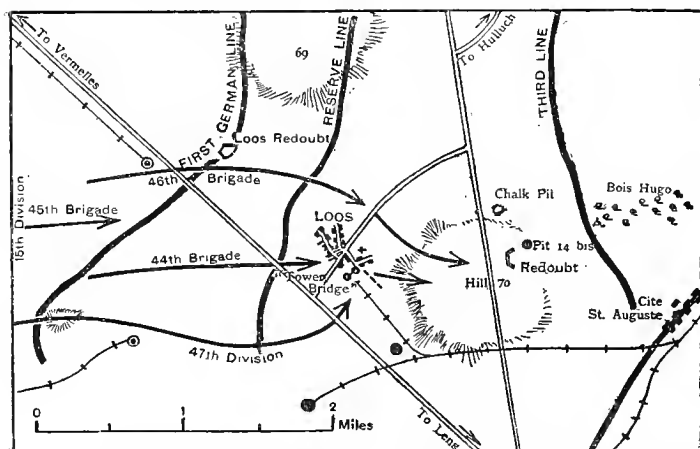 To Vermelles
69
To Hulluch
FIRST GERMAN LINE
RESERVE LINE
THIRD LINE
Loos Redoubt
46th Brigade
15th Division
45th Brigade
44th Brigade
LOOS
Tower
Bridge
Chalk Pit
Bois Hugo
Pit 14 bis
Redoubt
Hill 70
Cite
St. Auguste
47th DIVISION
0 1 2
Miles
To Lens